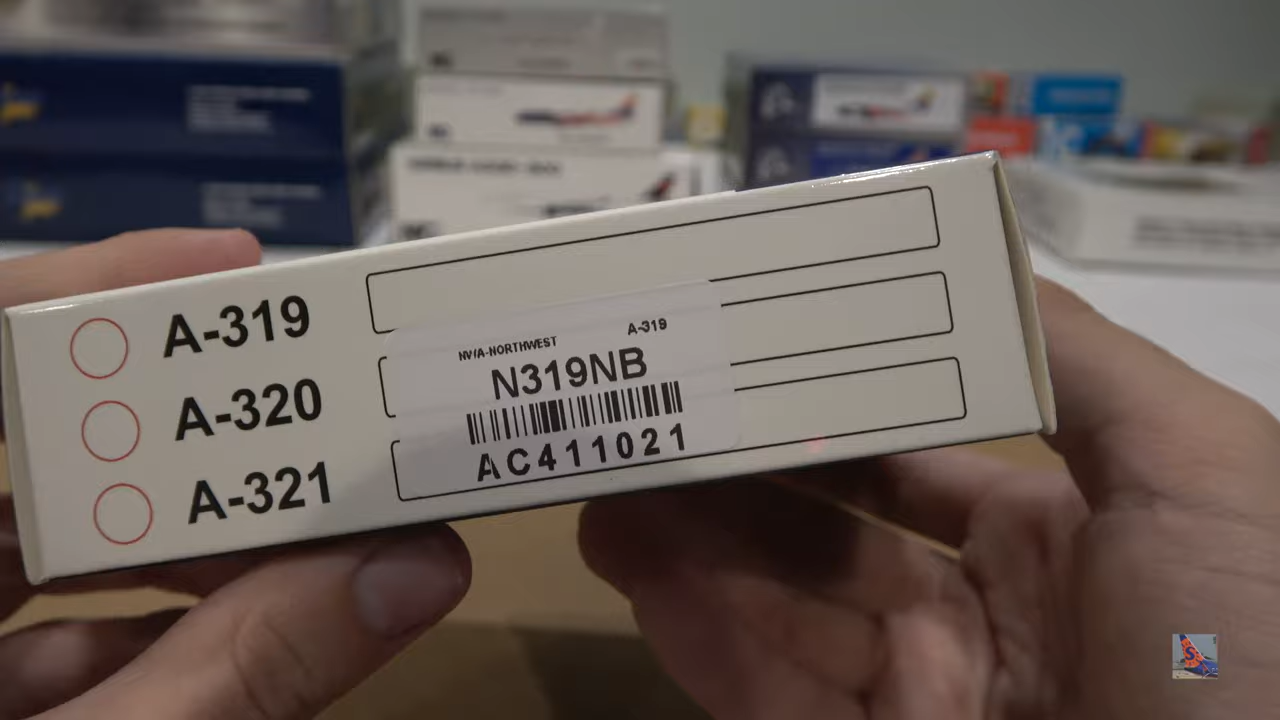 A-319
A-320
A-321
A-319
NW/A-NORTHWEST
N319NB
AC411021